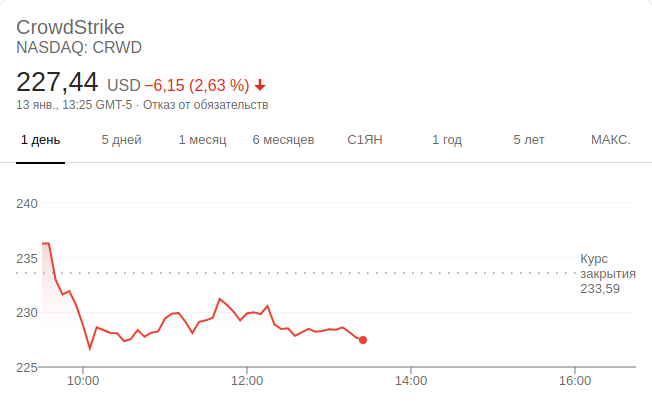 CrowdStrike
NASDAQ: CRWD
227,44 USD −6,15 (2,63 %)
13 янв., 13:25 GMT-5 · Отказ от обязательств
1 день 5 дней 1 месяц 6 месяцев С1ЯН 1 год 5 лет МАКС.
240
235
230
225
Курс
закрытия
233,59
10:00 12:00 14:00 16:00